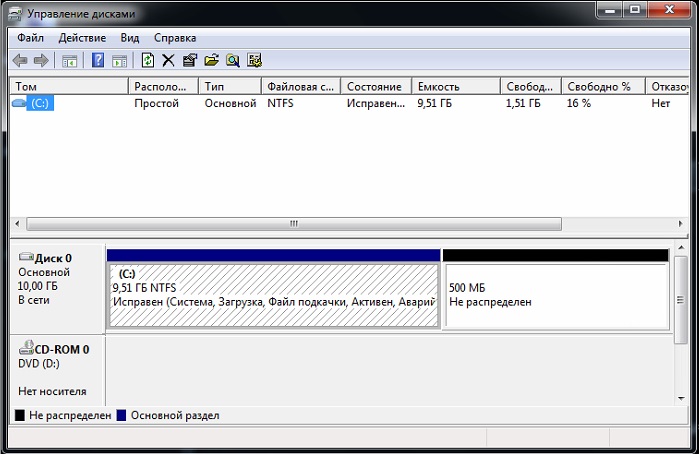 Управление дисками
Файл Действие Вид Справка
Том Располо... Тип Файловая с... Состояние Емкость Свобод... Свободно % Отказо
(C:) Простой Основной NTFS Исправен... 9,51 ГБ 1,51 ГБ 16 % Нет
Диск 0
Основной
10,00 ГБ
В сети
(C:)
9,51 ГБ NTFS
Исправен (Система, Загрузка, Файл подкачки, Активен, Аварий
500 МБ
Не распределен
CD-ROM 0
DVD (D:)
Нет носителя
Не распределен Основной раздел